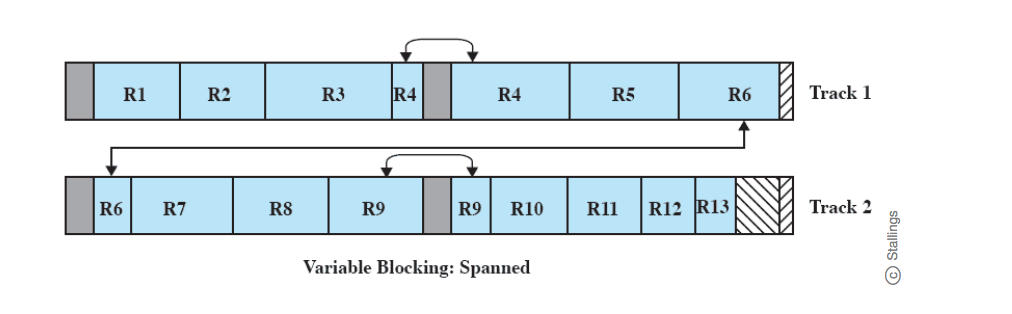 R1 R2 R3 R4 R4 R5 R6 Track 1
R6 R7 R8 R9 R9 R10 R11 R12 R13 Track 2
Variable Blocking: Spanned
© Stallings